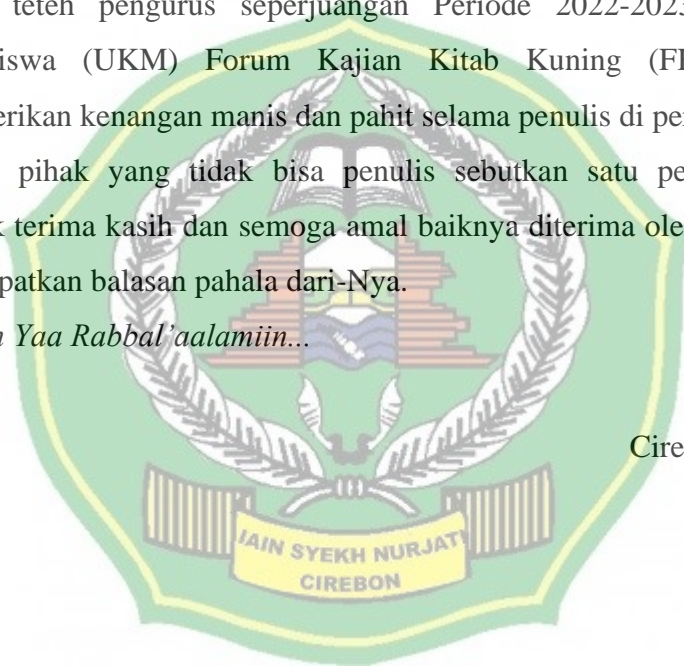 teteh pengurus seperjuangan Periode 2022-2023
iswa (UKM) Forum Kajian Kitab Kuning (FI
erikan kenangan manis dan pahit selama penulis di per
pihak yang tidak bisa penulis sebutkan satu pe
k terima kasih dan semoga amal baiknya diterima ole
patkan balasan pahala dari-Nya.
n Yaa Rabbal’aalamiin...
Cire
IAIN SYEKH NURJATI
CIREBON